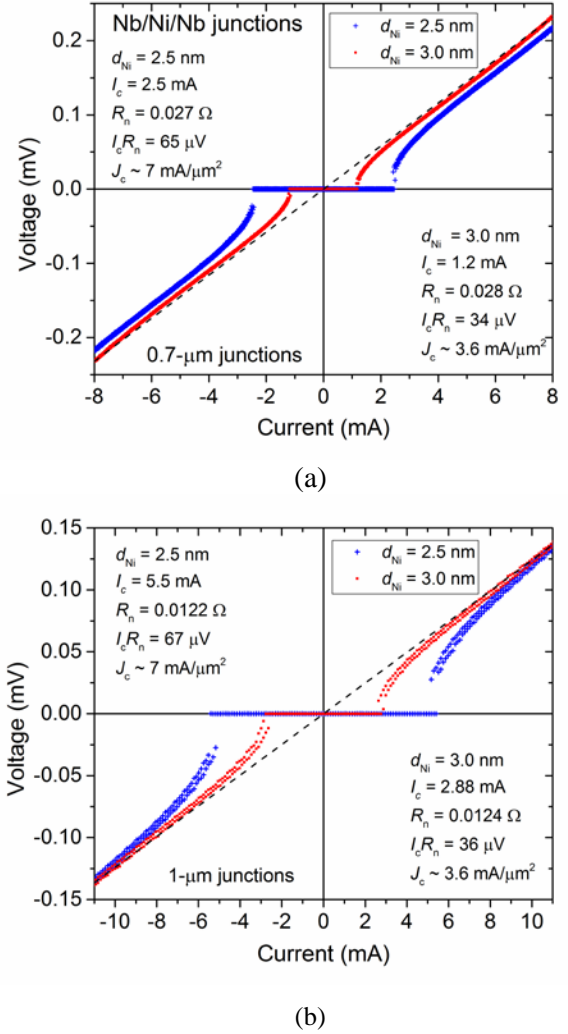 Nb/Ni/Nb junctions
d_Ni = 2.5 nm
I_c = 2.5 mA
R_n = 0.027 Ω
I_cR_n = 65 μV
J_c ~ 7 mA/μm²
d_Ni = 2.5 nm
d_Ni = 3.0 nm
d_Ni = 3.0 nm
I_c = 1.2 mA
R_n = 0.028 Ω
I_cR_n = 34 μV
J_c ~ 3.6 mA/μm²
0.7-μm junctions
Voltage (mV)
0.2
0.1
0.0
-0.1
-0.2
-8 -6 -4 -2 0 2 4 6 8
Current (mA)
(a)
d_Ni = 2.5 nm
I_c = 5.5 mA
R_n = 0.0122 Ω
I_cR_n = 67 μV
J_c ~ 7 mA/μm²
d_Ni = 2.5 nm
d_Ni = 3.0 nm
d_Ni = 3.0 nm
I_c = 2.88 mA
R_n = 0.0124 Ω
I_cR_n = 36 μV
J_c ~ 3.6 mA/μm²
1-μm junctions
Voltage (mV)
0.15
0.10
0.05
0.00
-0.05
-0.10
-0.15
-10 -8 -6 -4 -2 0 2 4 6 8 10
Current (mA)
(b)